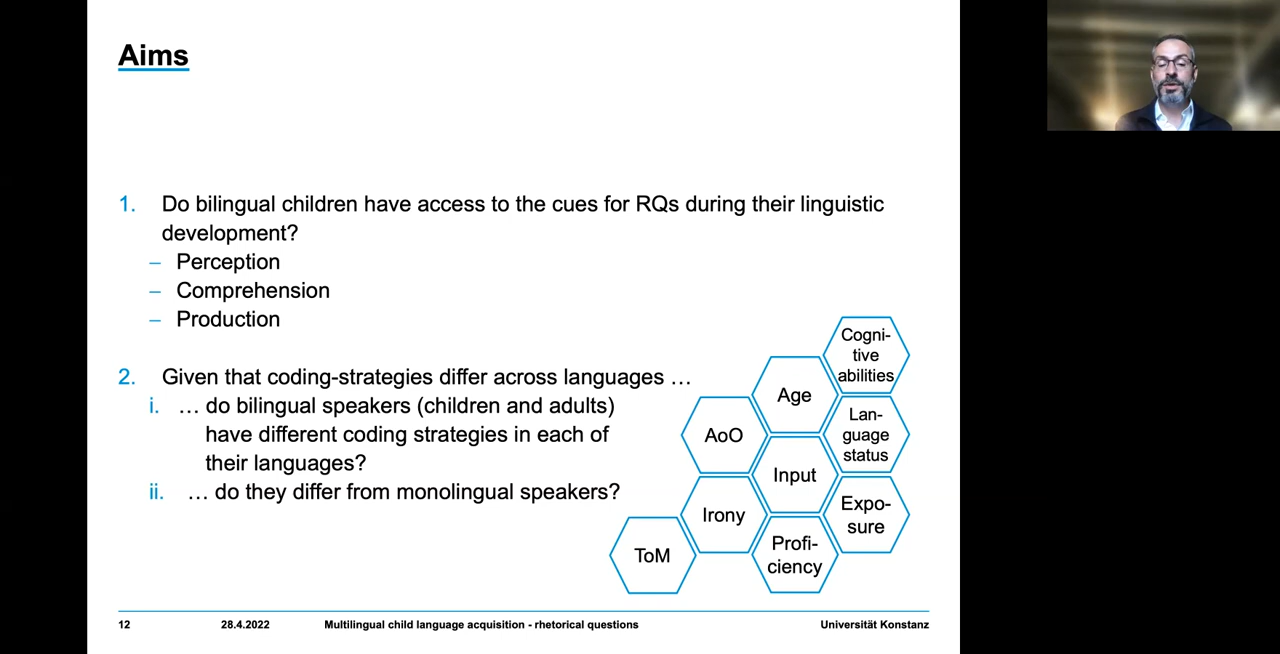 Aims
1. Do bilingual children have access to the cues for RQs during their linguistic
development?
– Perception
– Comprehension
– Production
2. Given that coding-strategies differ across languages …
i. … do bilingual speakers (children and adults)
have different coding strategies in each of
their languages?
ii. … do they differ from monolingual speakers?
Cogni-
tive
abilities
Age
Lan-
guage
status
AoO
Input
Expo-
sure
Irony
Profi-
ciency
ToM
12 28.4.2022 Multilingual child language acquisition - rhetorical questions Universität Konstanz